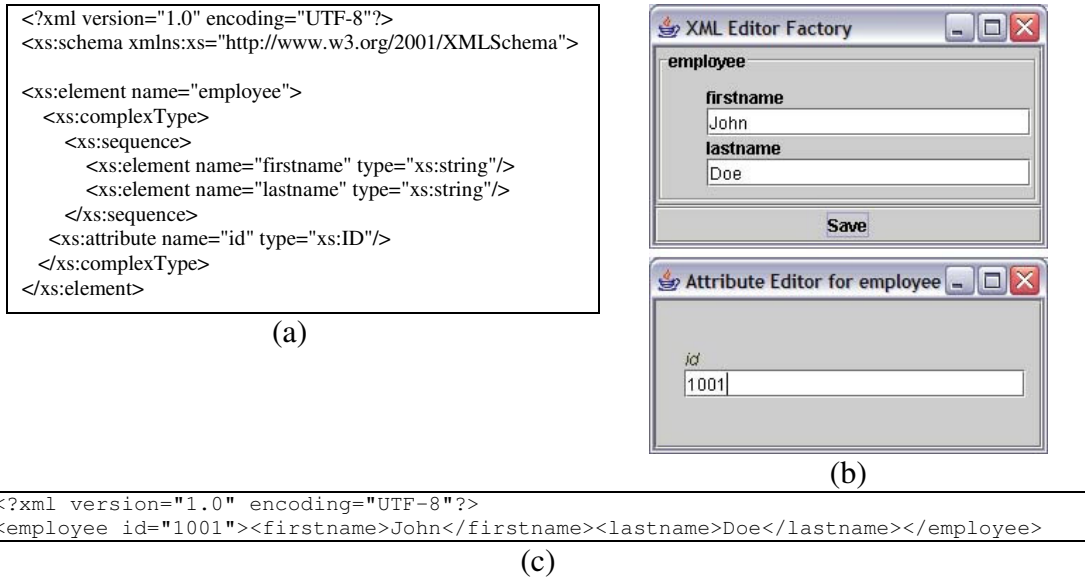 <?xml version="1.0" encoding="UTF-8"?>
<xs:schema xmlns:xs="http://www.w3.org/2001/XMLSchema">
<xs:element name="employee">
<xs:complexType>
<xs:sequence>
<xs:element name="firstname" type="xs:string"/>
<xs:element name="lastname" type="xs:string"/>
</xs:sequence>
<xs:attribute name="id" type="xs:ID"/>
</xs:complexType>
</xs:element>
(a)
XML Editor Factory
employee
firstname
John
lastname
Doe
Save
Attribute Editor for employee
id
1001
(b)
<?xml version="1.0" encoding="UTF-8"?>
<employee id="1001"><firstname>John</firstname><lastname>Doe</lastname></employee>
(c)